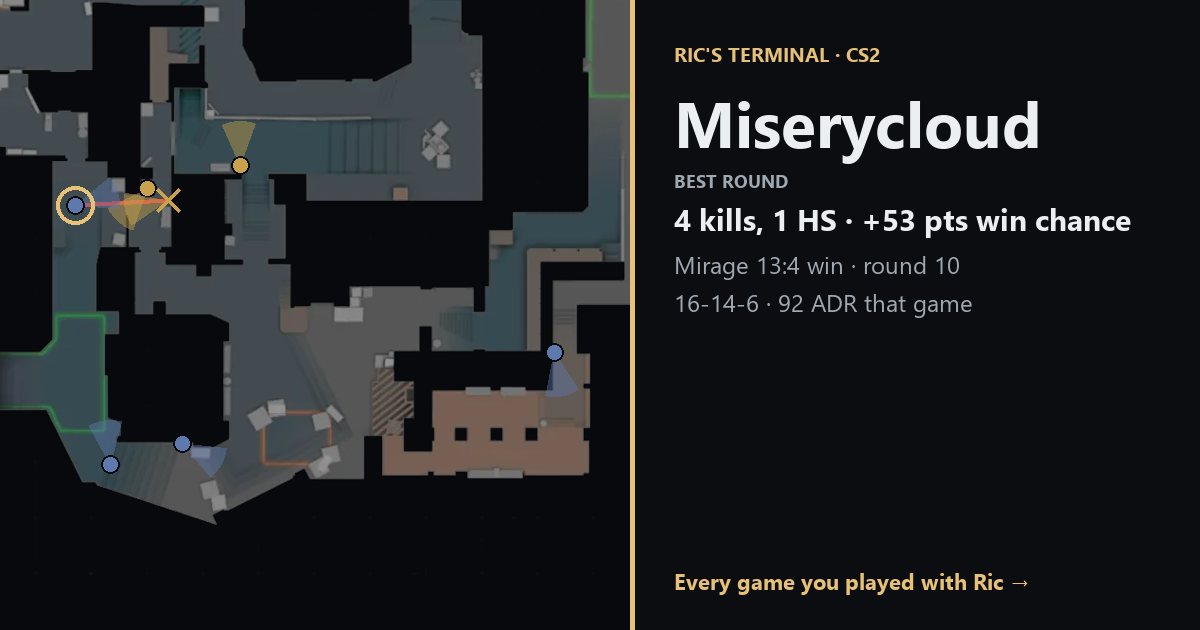 RIC'S TERMINAL · CS2
Miserycloud
BEST ROUND
4 kills, 1 HS · +53 pts win chance
Mirage 13:4 win · round 10
16-14-6 · 92 ADR that game
Every game you played with Ric →